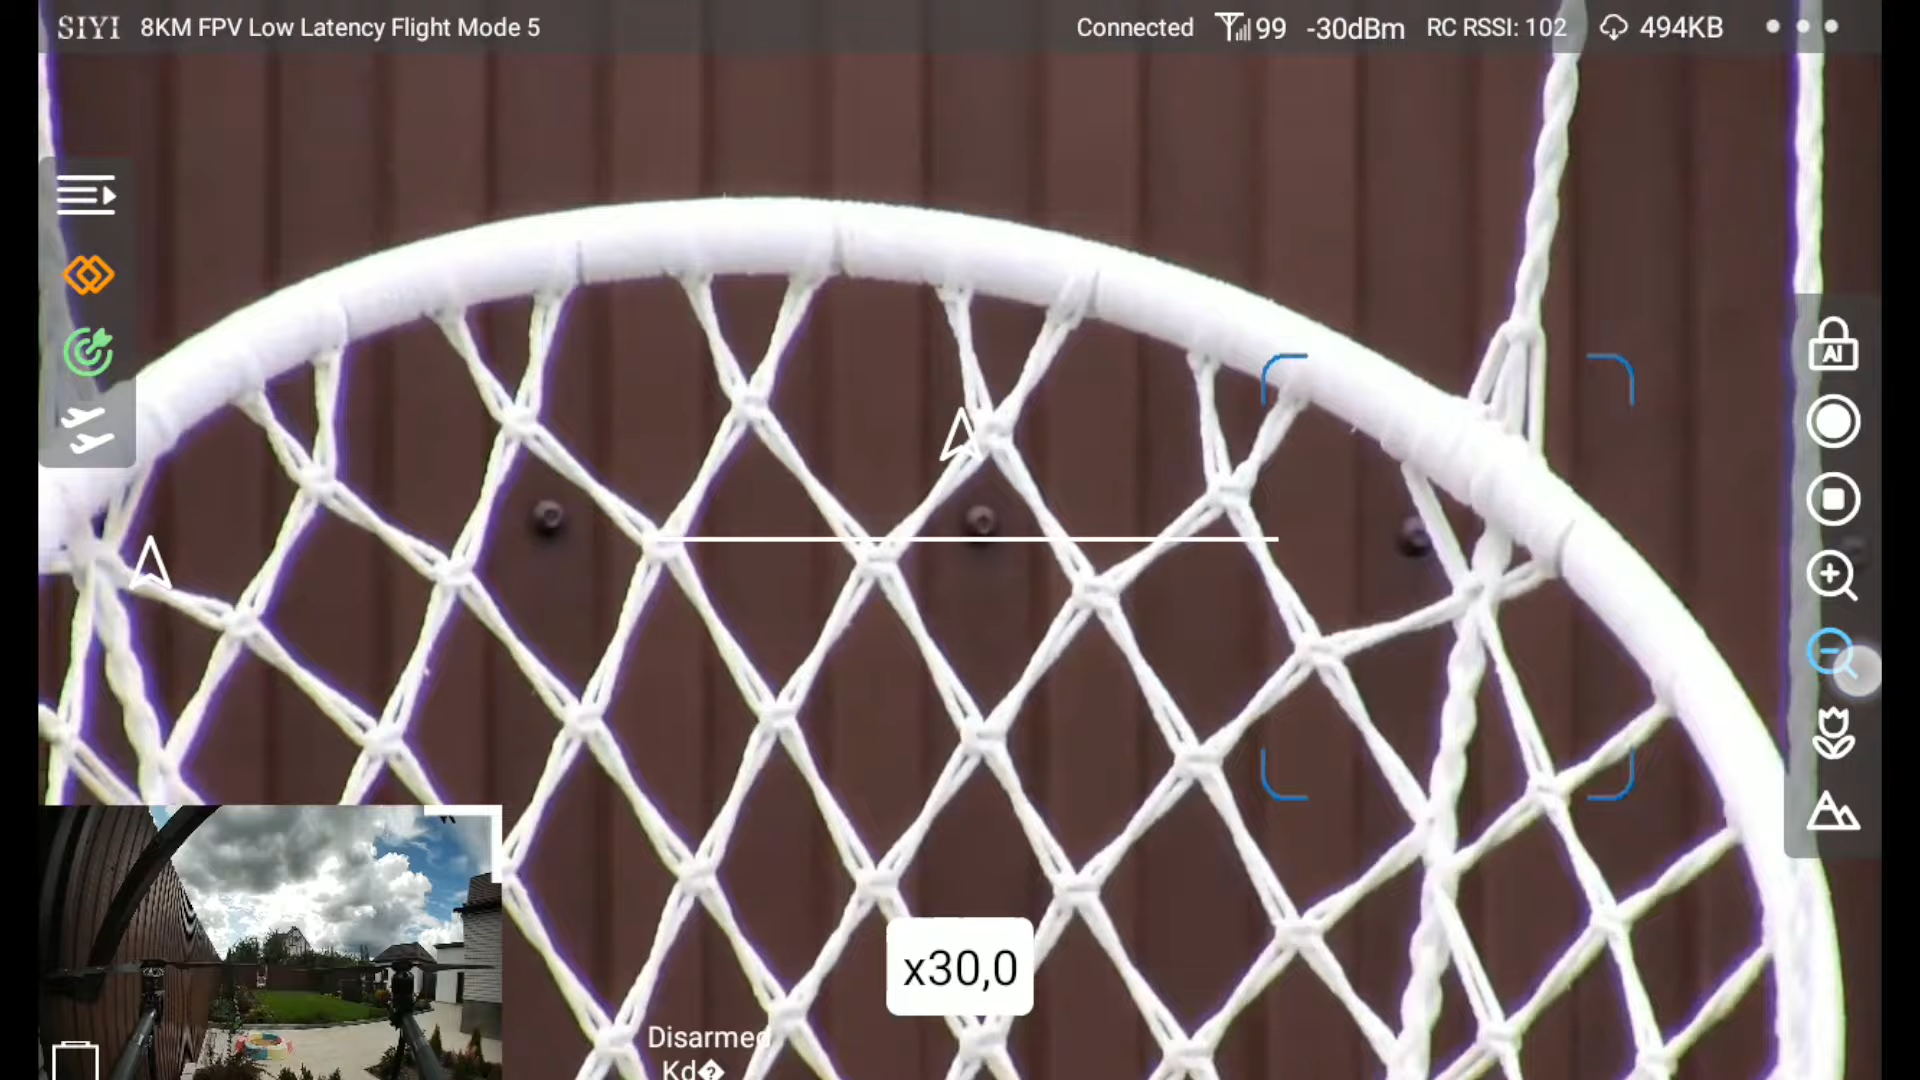 SIYI 8KM FPV Low Latency Flight Mode 5 Connected 99 -30dBm RC RSSI: 102 494KB
AI
x30,0
Disarmed
Kd�